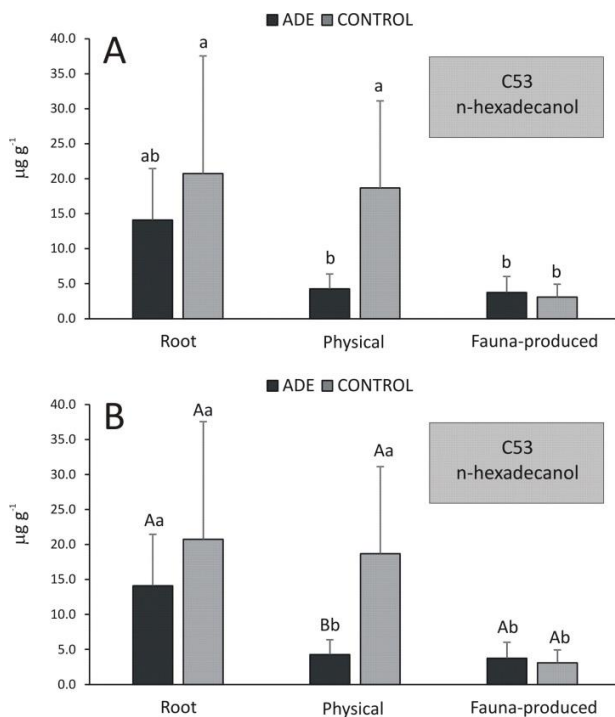 ADE CONTROL
A
40.0
35.0
30.0
25.0
20.0
15.0
10.0
5.0
0.0
µg g⁻¹
C53
n-hexadecanol
ab a
b a
b b
Root Physical Fauna-produced
ADE CONTROL
B
40.0
35.0
30.0
25.0
20.0
15.0
10.0
5.0
0.0
µg g⁻¹
C53
n-hexadecanol
Aa Aa
Bb Aa
Ab Ab
Root Physical Fauna-produced